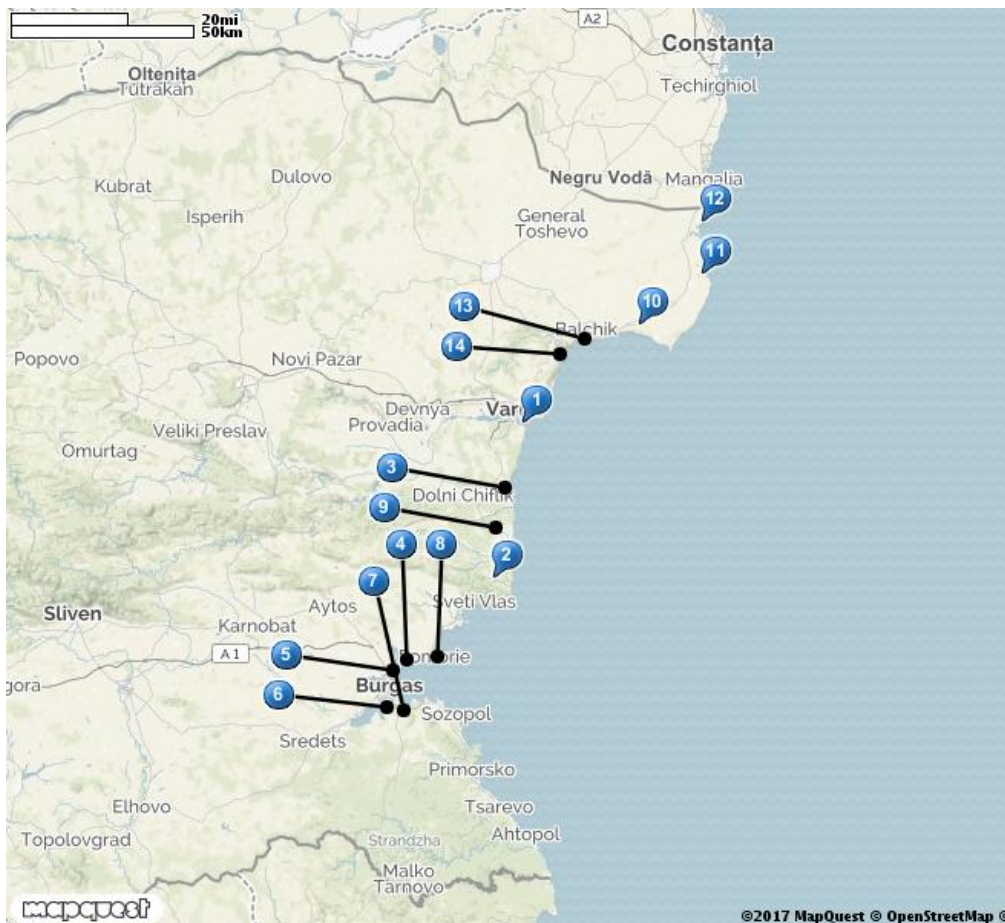 20mi
50km
A2
Constanța
Oltenița
Tutrakan
Techirghiol
Dulovo
Negru Vodă
Mangalia
Kubrat
12
Isperih
General
Toshevo
11
13
10
Balchik
14
Popovo
Novi Pazar
1
Devnya
Provadia
Veliki Preslav
Omurtag
3
Dolni Chiflik
9
4
8
2
7
Aytos
Sveti Vlas
Sliven
Karnobat
A1
5
Burgas
6
Sozopol
Sredets
Primorsko
Elhovo
Tsarevo
Topolovgrad
Strandzha
Ahtopol
Malko
Tarnovo
mapquest
©2017 MapQuest © OpenStreetMap ©